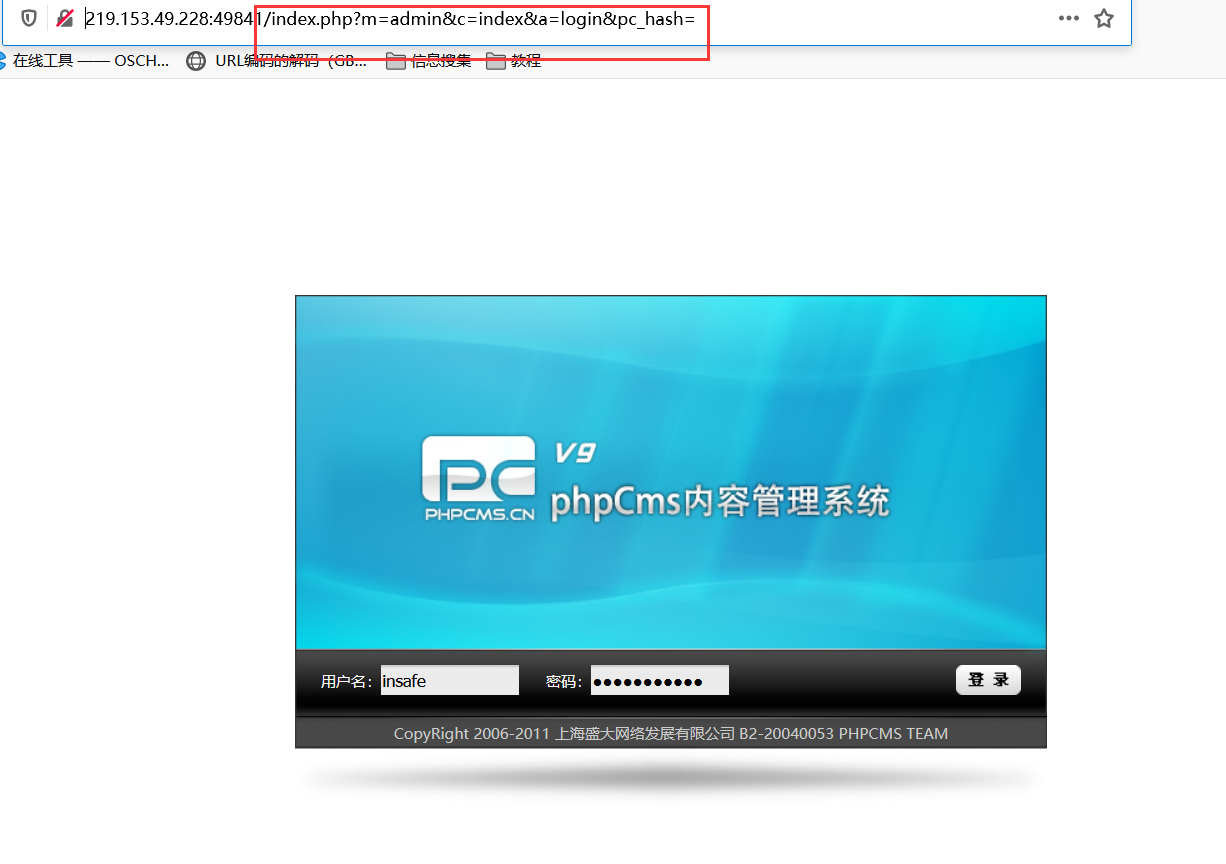 219.153.49.228:49841/index.php?m=admin&c=index&a=login&pc_hash=
在线工具 —— OSCH... URL编码的解码（GB... 信息搜集 教程
V9
phpCms内容管理系统
PHPCMS.CN
用户名： insafe 密码： ●●●●●●●●●●● 登 录
CopyRight 2006-2011 上海盛大网络发展有限公司 B2-20040053 PHPCMS TEAM